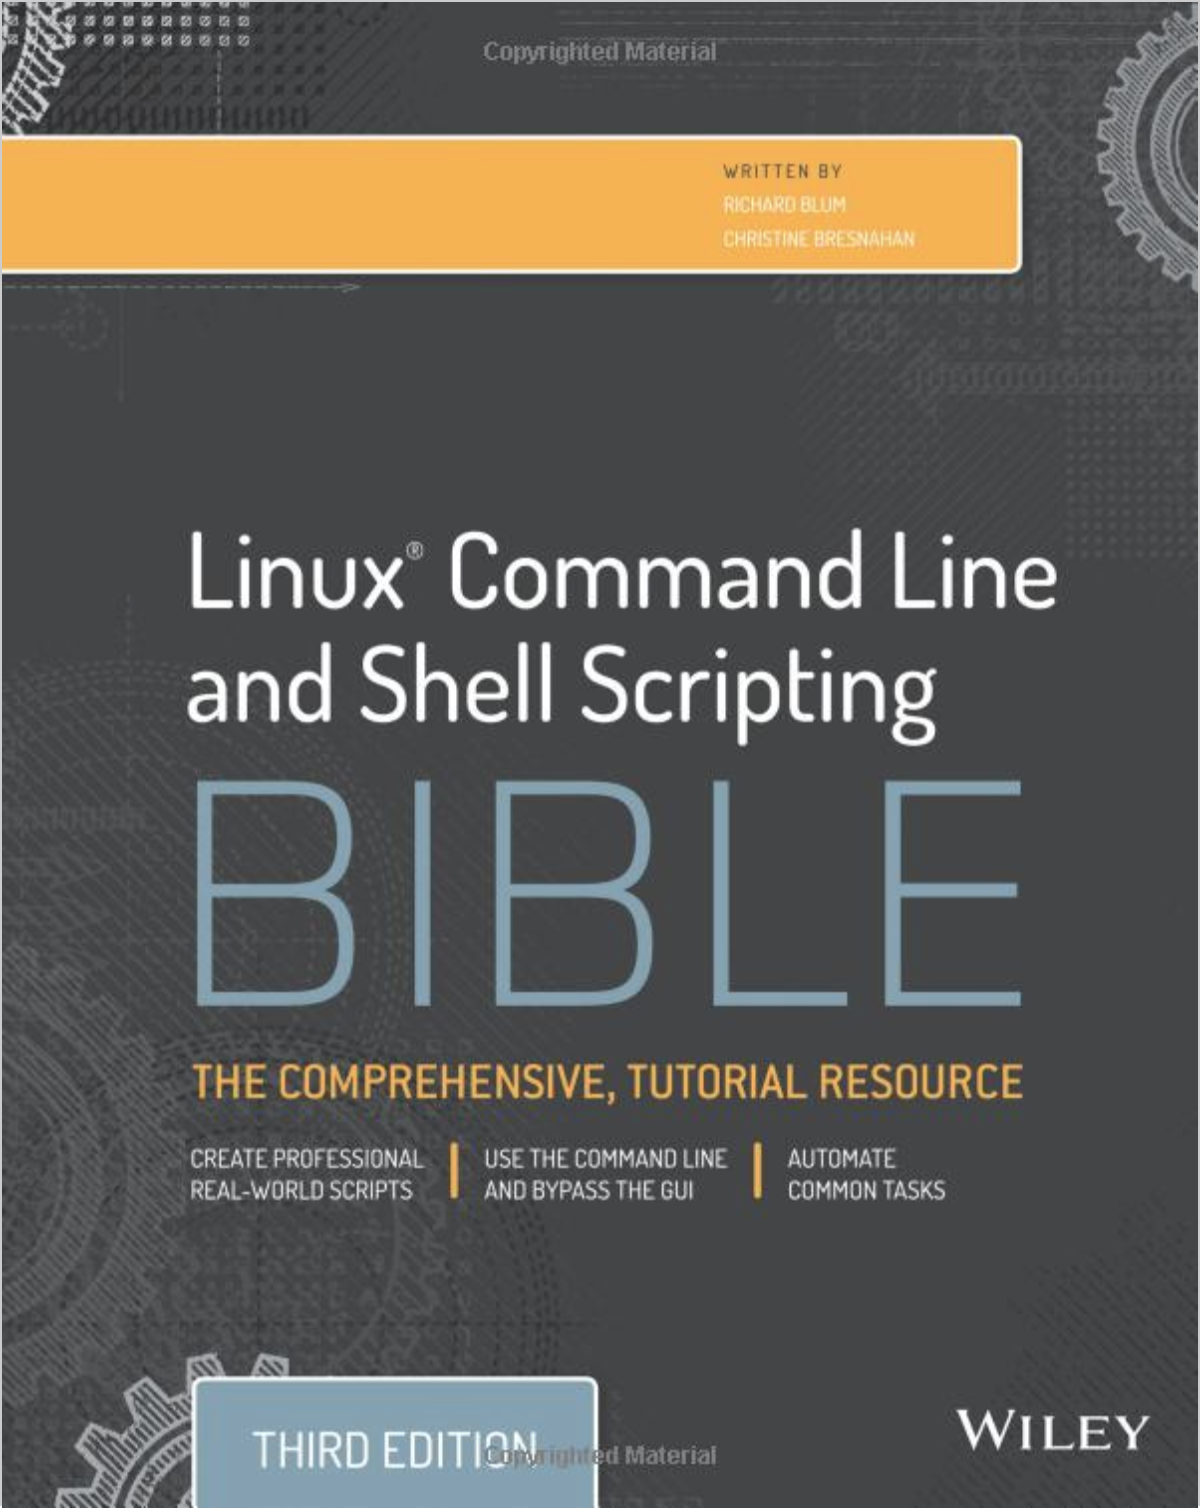 Copyrighted Material
WRITTEN BY
RICHARD BLUM
CHRISTINE BRESNAHAN
Linux® Command Line
and Shell Scripting
BIBLE
THE COMPREHENSIVE, TUTORIAL RESOURCE
CREATE PROFESSIONAL
REAL-WORLD SCRIPTS
USE THE COMMAND LINE
AND BYPASS THE GUI
AUTOMATE
COMMON TASKS
THIRD EDITION
Copyrighted Material
WILEY